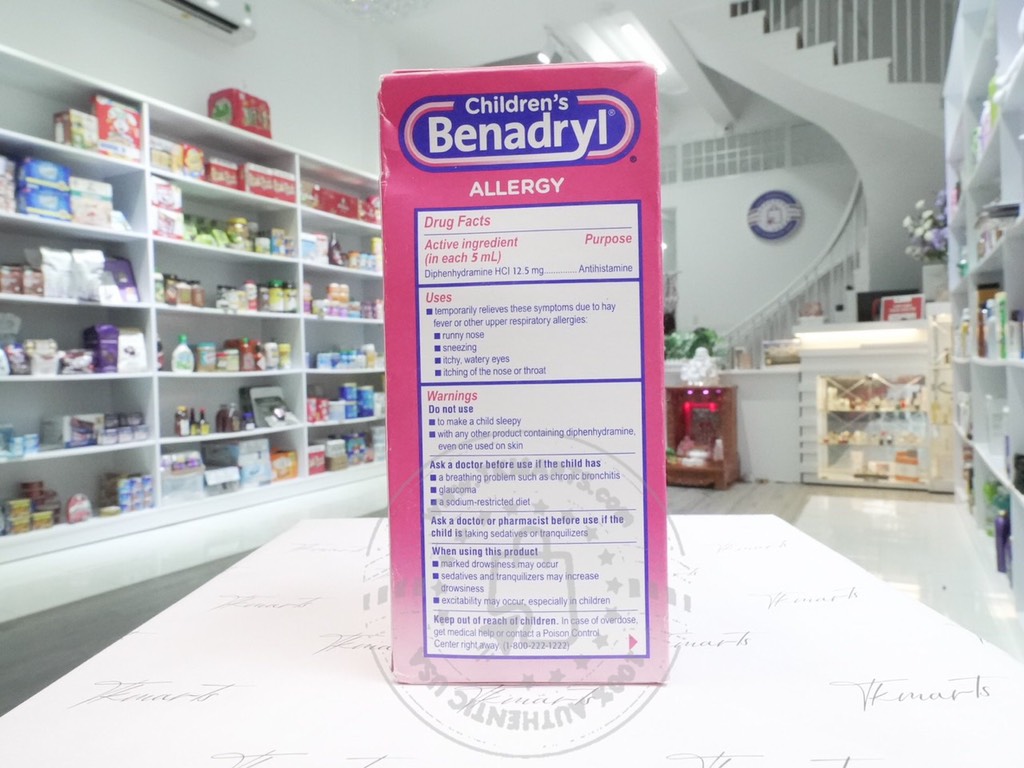 Children's
Benadryl®
ALLERGY
Drug Facts
Active ingredient Purpose
(in each 5 mL)
Diphenhydramine HCl 12.5 mg............. Antihistamine
Uses
■ temporarily relieves these symptoms due to hay
fever or other upper respiratory allergies:
■ runny nose
■ sneezing
■ itchy, watery eyes
■ itching of the nose or throat
Warnings
Do not use
■ to make a child sleepy
■ with any other product containing diphenhydramine,
even one used on skin
Ask a doctor before use if the child has
■ a breathing problem such as chronic bronchitis
■ glaucoma
■ a sodium-restricted diet
Ask a doctor or pharmacist before use if the
child is taking sedatives or tranquilizers
When using this product
■ marked drowsiness may occur
■ sedatives and tranquilizers may increase
drowsiness
■ excitability may occur, especially in children
Keep out of reach of children. In case of overdose,
get medical help or contact a Poison Control
Center right away. (1-800-222-1222)
100% AUTHENTIC USA
Tkmarts
Tkmarts
Tkmarts
Tkmarts